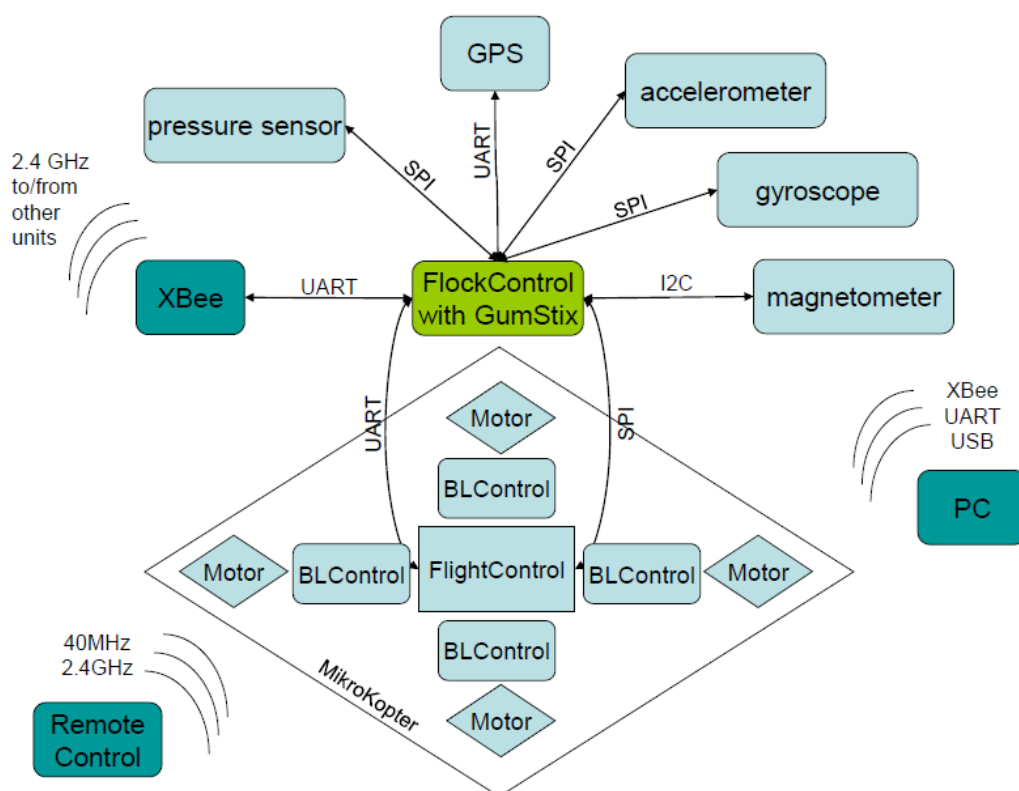 GPS
accelerometer
pressure sensor
UART
SPI
SPI
2.4 GHz
to/from
other
units
SPI
gyroscope
XBee
UART
FlockControl
with GumStix
I2C
magnetometer
UART
SPI
Motor
XBee
UART
USB
BLControl
PC
Motor
BLControl
FlightControl
BLControl
Motor
BLControl
40MHz
2.4GHz
MikroKopter
Motor
Remote
Control